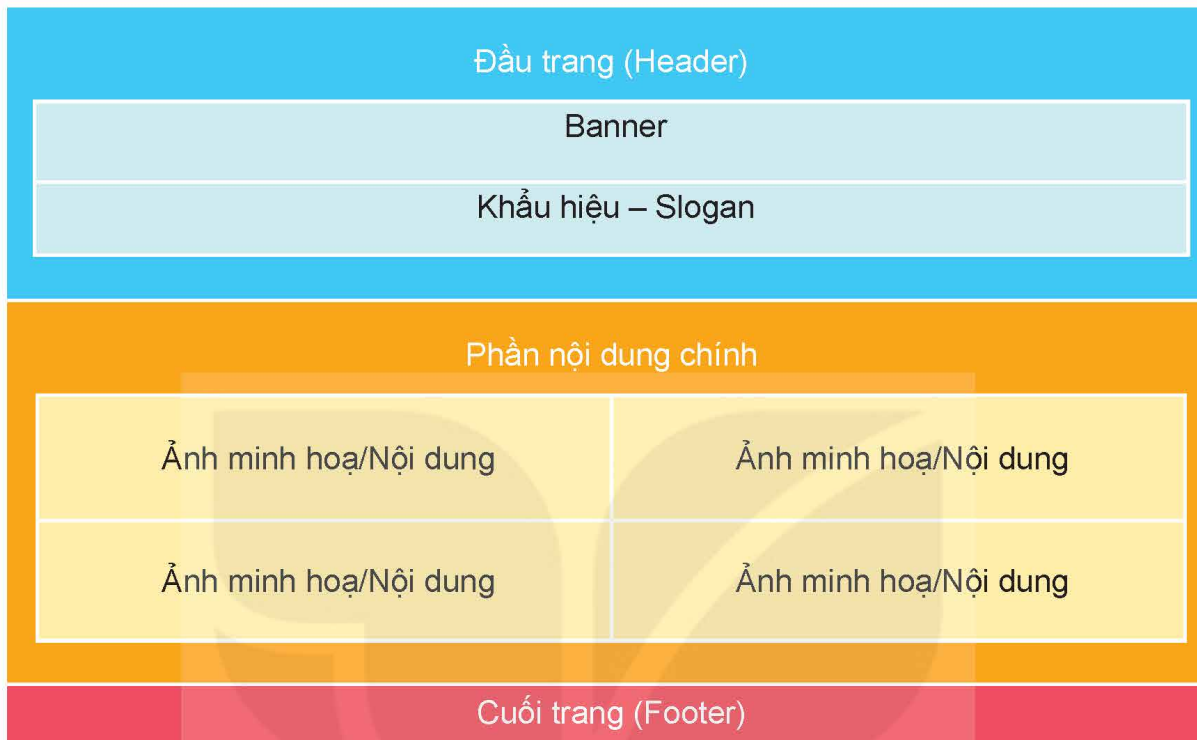 Đầu trang (Header)
Banner
Khẩu hiệu – Slogan
Phần nội dung chính
Ảnh minh hoạ/Nội dung
Ảnh minh hoạ/Nội dung
Ảnh minh hoạ/Nội dung
Ảnh minh hoạ/Nội dung
Cuối trang (Footer)